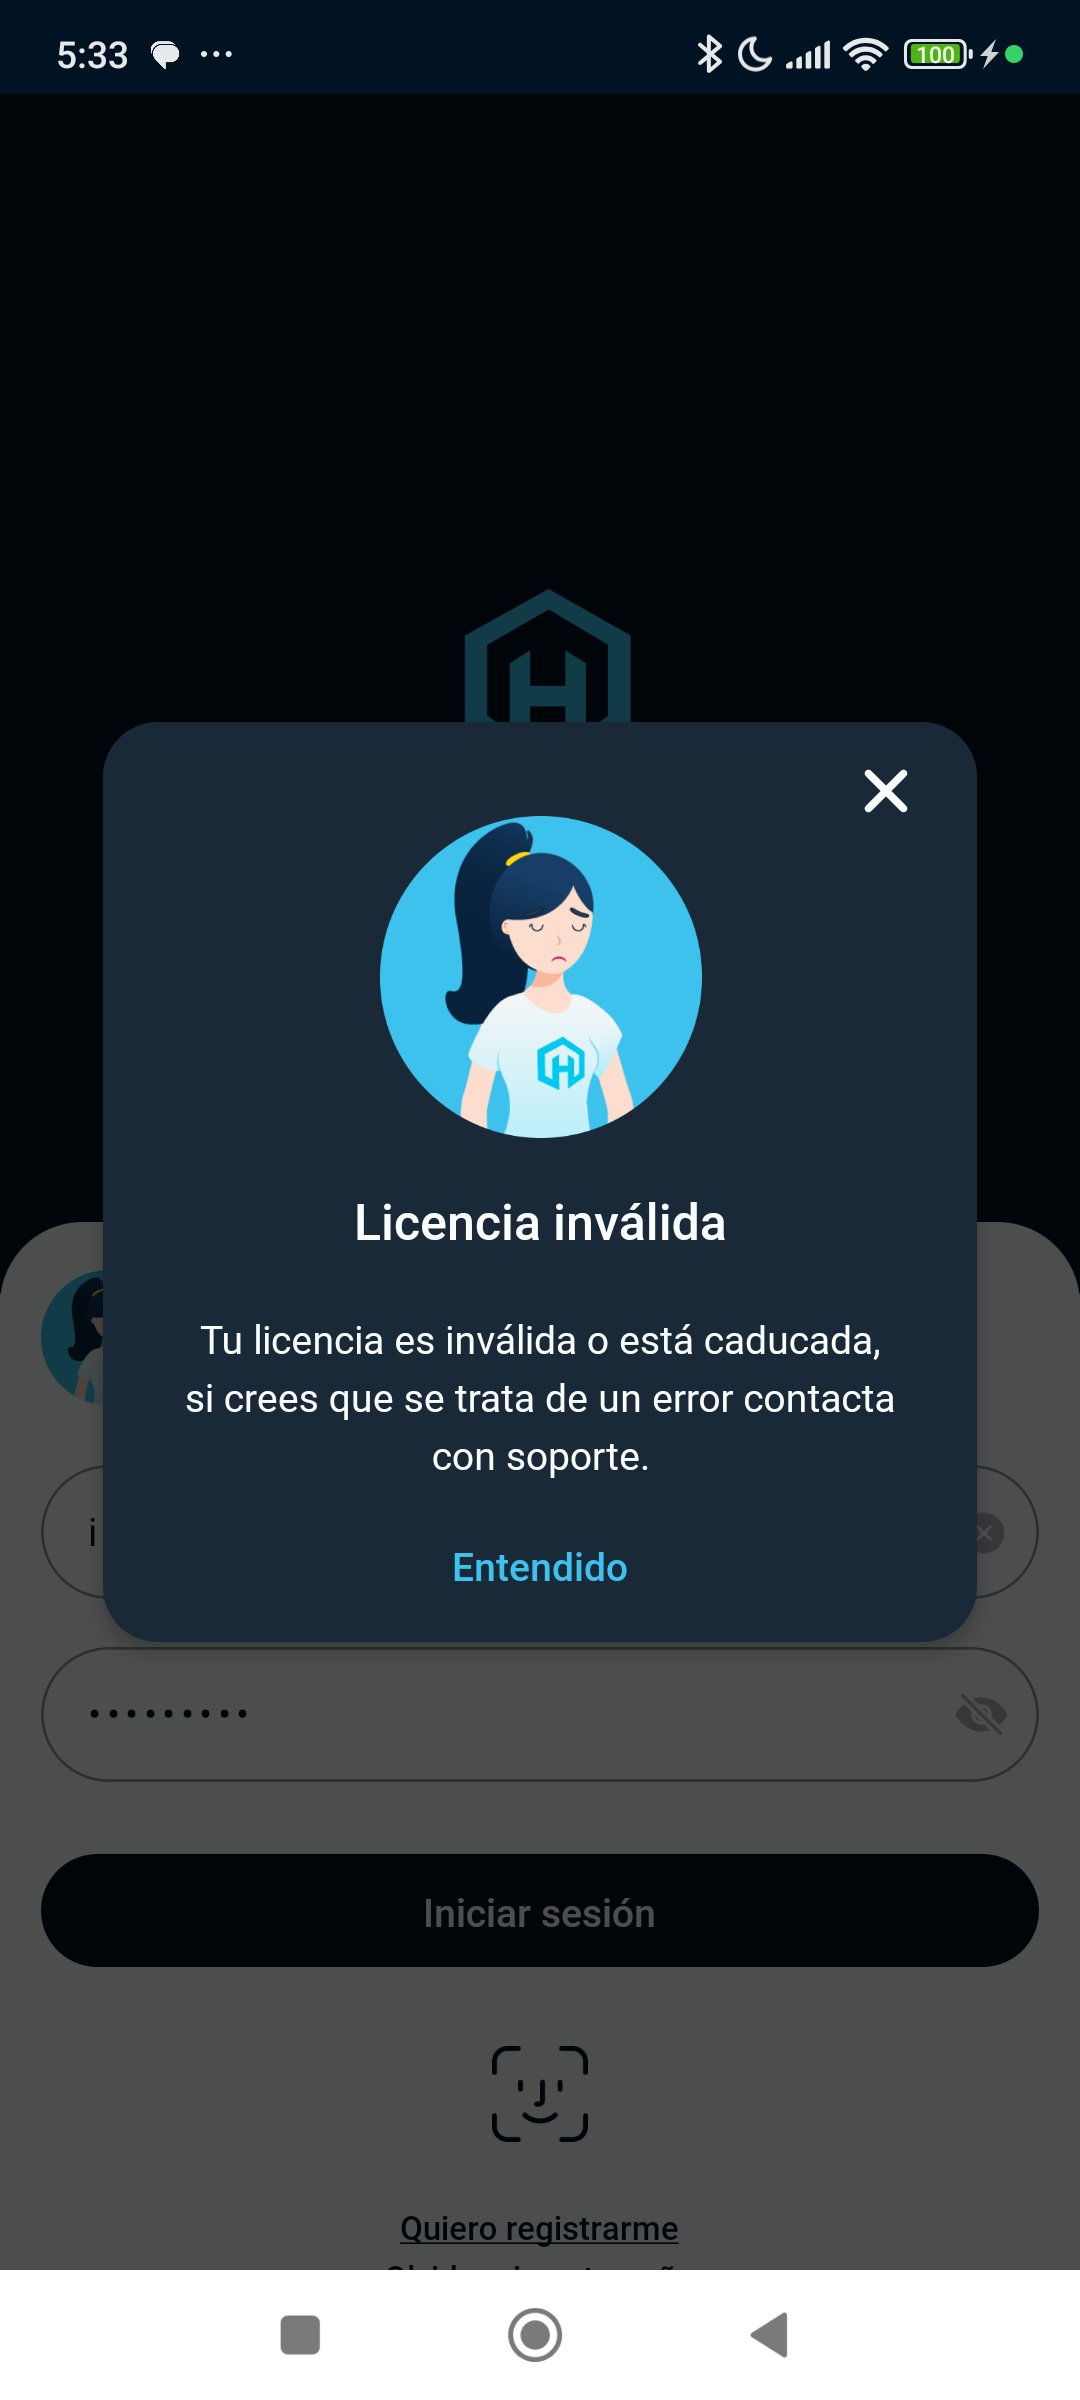 5:33
100
Licencia inválida
Tu licencia es inválida o está caducada,
si crees que se trata de un error contacta
con soporte.
Entendido
Iniciar sesión
Quiero registrarme